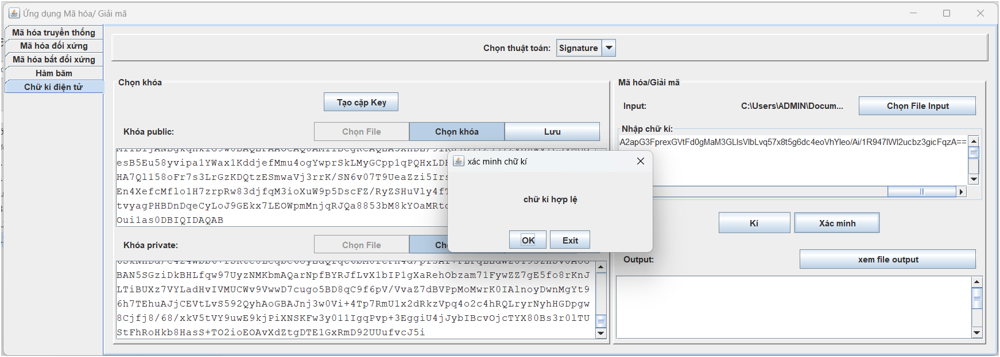 Ứng dụng Mã hóa/ Giải mã
Mã hóa truyền thống
Mã hóa đối xứng
Mã hóa bất đối xứng
Hàm băm
Chữ kí điện tử
Chọn thuật toán: Signature
Chọn khóa
Tạo cặp Key
Khóa public:
Chọn File
Chọn khóa
Lưu
esB5Eu58yvipa1YWax1KddjefMmu4ogYwprSkLMyGCpp1qPQHxLD
HA7Ql158oFr7s3LrGzKDQtzESmwaVj3rrK/SN6v07T9UeaZzi5Irs
En4XefcMflo1H7zrpRw83djfqM3ioXuW9p5DscFZ/RyZSHuVly4f
tvyagPHBDnDqeCyLoJ9GEkx7LEOWpmMnjqRJQa8853bM8kYOaMRt
Oui1as0DBIQIDAQAB
Khóa private:
Chọn File
BAN5SGziDkBHLfqw97UyzNMKbmAQarNpfBYRJfLvX1bIP1gXaRehObzam71FywZZ7gE5fo8rKnJ
LTiBUXz7VYLadHvIVMUCWv9VwwD7cugo5BD8qC9f6pV/VvaZ7dBVPpMoMwrK0IAlnoyDwnMgYt9
6h7TEhuAJjCEVtLvS592QyhAoGBAJnj3w0Vi+4Tp7RmU1x2dRkzVpq4o2c4hRQLryrNyhHGDpgw
8Cjfj8/68/xkV5tVY9uwE9kjPiXNSKFw3y011IgqPvp+3EggiU4jJybIBcvOjcTYX80Bs3r0lTU
StFhRoHkb8HasS+TO2ioEOAvXdZtgDTE1GxRmD92UUufvcJ5i
Mã hóa/Giải mã
Input:
C:\Users\ADMIN\Docum...
Chọn File Input
Nhập chữ kí:
A2apG3FprexGVtFd0gMaM3GLlsVlbLvq57x8t5g6dc4eoVhYleo/Ai/1R947lWl2ucbz3gicFqzA==
Kí
Xác minh
Output:
xem file output
xác minh chữ kí
chữ kí hợp lệ
OK
Exit